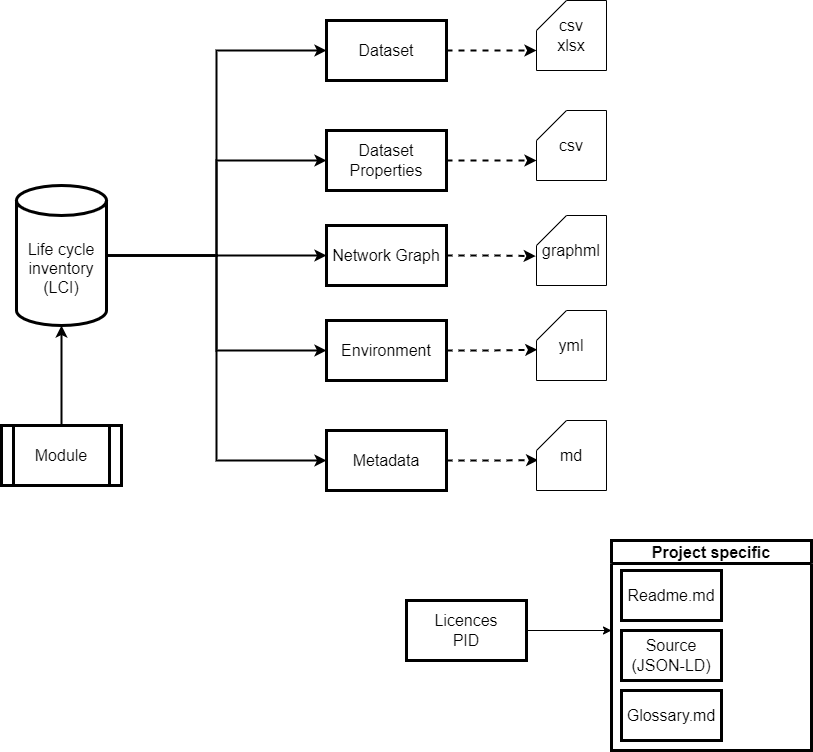 Dataset
csv
xlsx
Dataset
Properties
csv
Life cycle
inventory
(LCI)
Network Graph
graphml
Environment
yml
Module
Metadata
md
Project specific
Licences
PID
Readme.md
Source
(JSON-LD)
Glossary.md